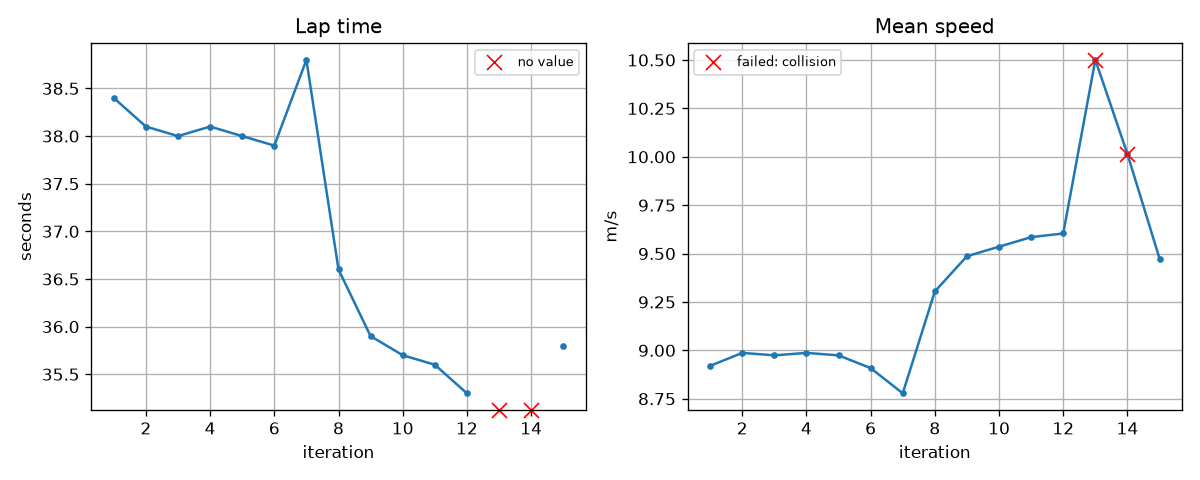 Lap time
no value
38.5
38.0
37.5
37.0
36.5
36.0
35.5
seconds
2 4 6 8 10 12 14
iteration
Mean speed
failed: collision
10.50
10.25
10.00
9.75
9.50
9.25
9.00
8.75
m/s
2 4 6 8 10 12 14
iteration